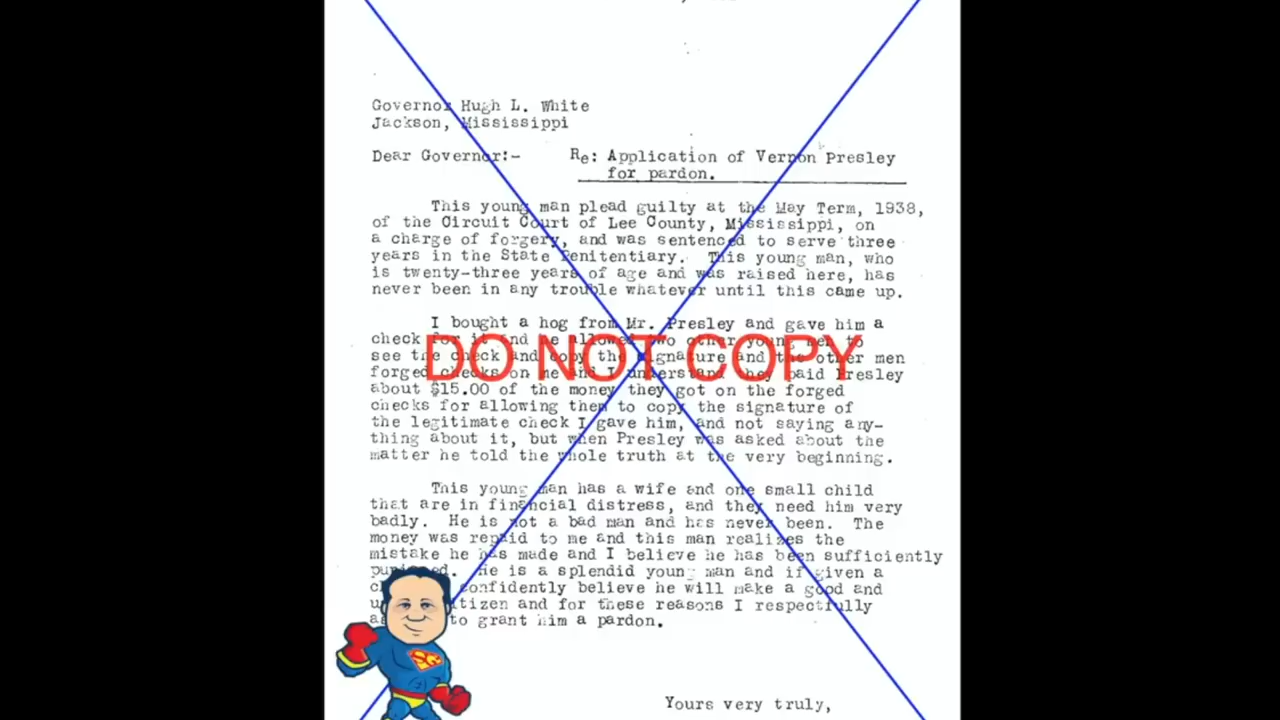 Governor Hugh L. White
Jackson, Mississippi
Dear Governor:-
Re: Application of Vernon Presley
for pardon.
This young man plead guilty at the May Term, 1938,
of the Circuit Court of Lee County, Mississippi, on
a charge of forgery, and was sentenced to serve three
years in the State Penitentiary. This young man, who
is twenty-three years of age and was raised here, has
never been in any trouble whatever until this came up.
I bought a hog from Mr. Presley and gave him a
check for it and he allowed two other young men to
see the check and copy the signature and the other men
forged checks on me and I understand they paid Presley
about $15.00 of the money they got on the forged
checks for allowing them to copy the signature of
the legitimate check I gave him, and not saying any-
thing about it, but when Presley was asked about the
matter he told the whole truth at the very beginning.
DO NOT COPY
This young man has a wife and one small child
that are in financial distress, and they need him very
badly. He is not a bad man and has never been. The
money was repaid to me and this man realizes the
mistake he has made and I believe he has been sufficiently
He is a splendid young man and if given a
confidently believe he will make a good and
citizen and for these reasons I respectfully
to grant him a pardon.
Yours very truly,